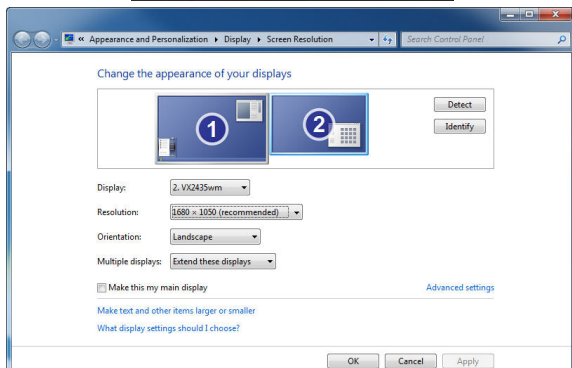 « Appearance and Personalization ▸ Display ▸ Screen Resolution
Search Control Panel
Change the appearance of your displays
1
2
Detect
Identify
Display: 2. VX2435wm
Resolution: 1680 × 1050 (recommended)
Orientation: Landscape
Multiple displays: Extend these displays
Make this my main display
Advanced settings
Make text and other items larger or smaller
What display settings should I choose?
OK Cancel Apply